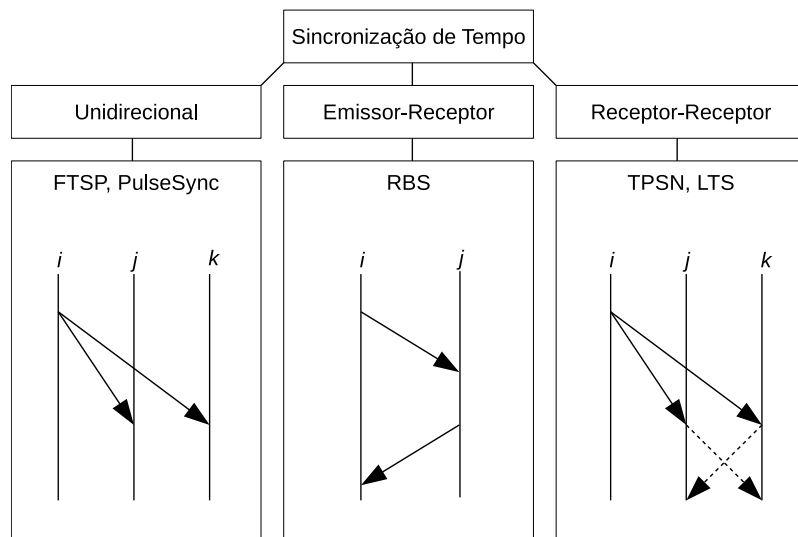 Sincronização de Tempo
Unidirecional
Emissor-Receptor
Receptor-Receptor
FTSP, PulseSync
RBS
TPSN, LTS
i j k
i j
i j k